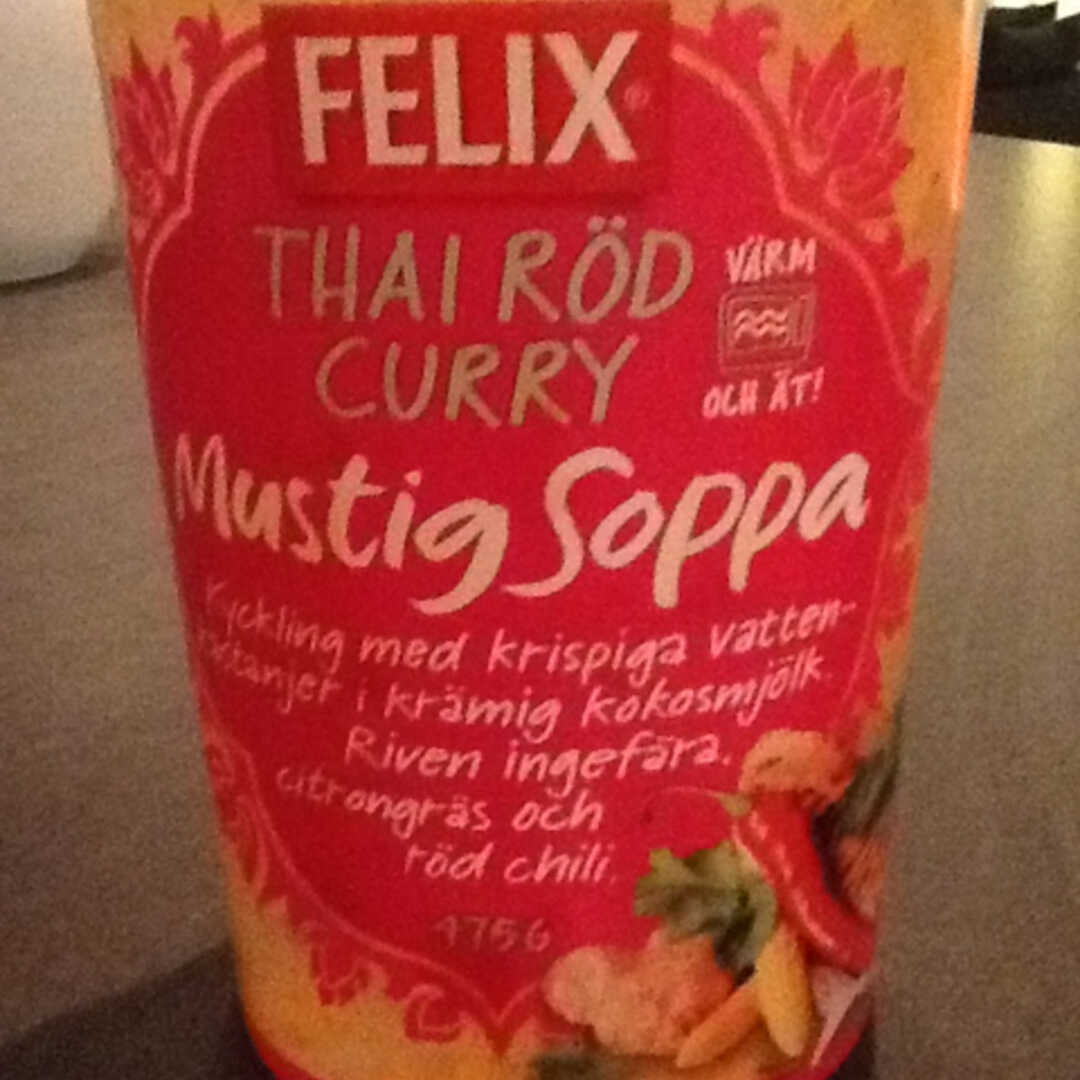 FELIX
THAI RÖD
CURRY
VÄRM
OCH ÄT!
Mustig Soppa
Kyckling med krispiga vatten-
kastanjer i krämig kokosmjölk.
Riven ingefära,
citrongräs och
röd chili.
475G